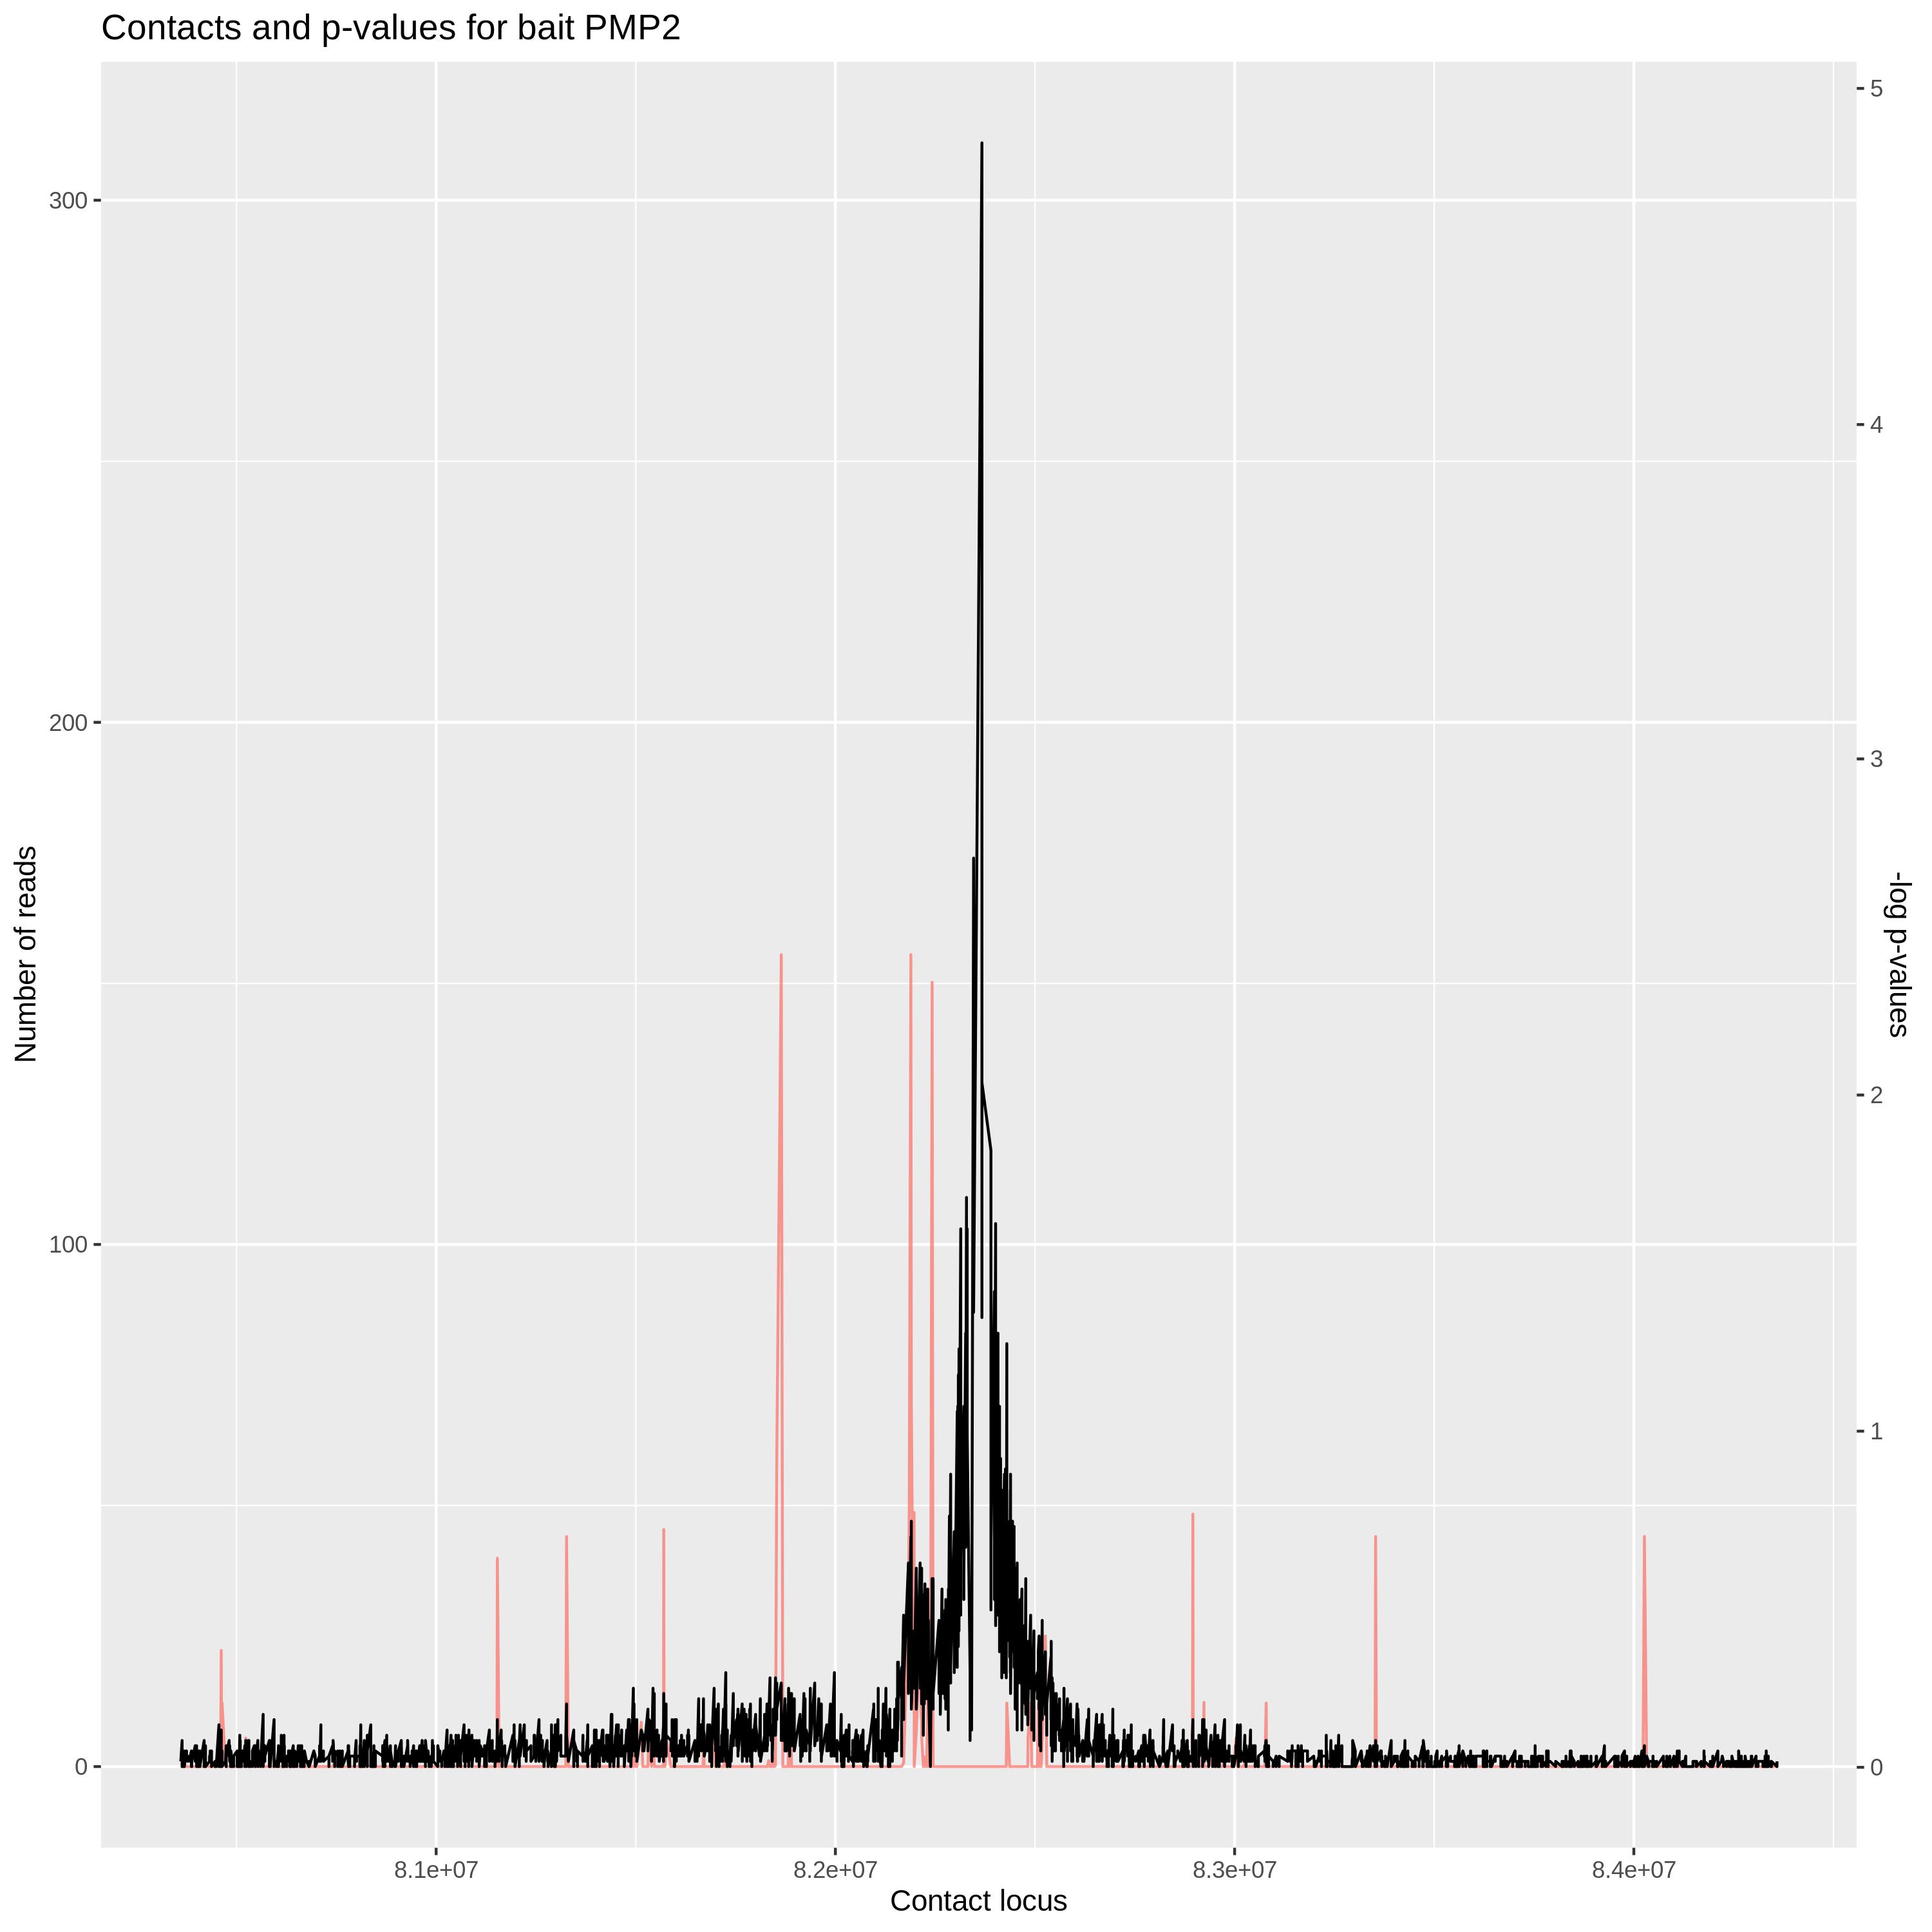 Contacts and p-values for bait PMP2
5
300
4
200
3
Number of reads
-log p-values
2
100
1
0
0
8.1e+07
8.2e+07
8.3e+07
8.4e+07
Contact locus